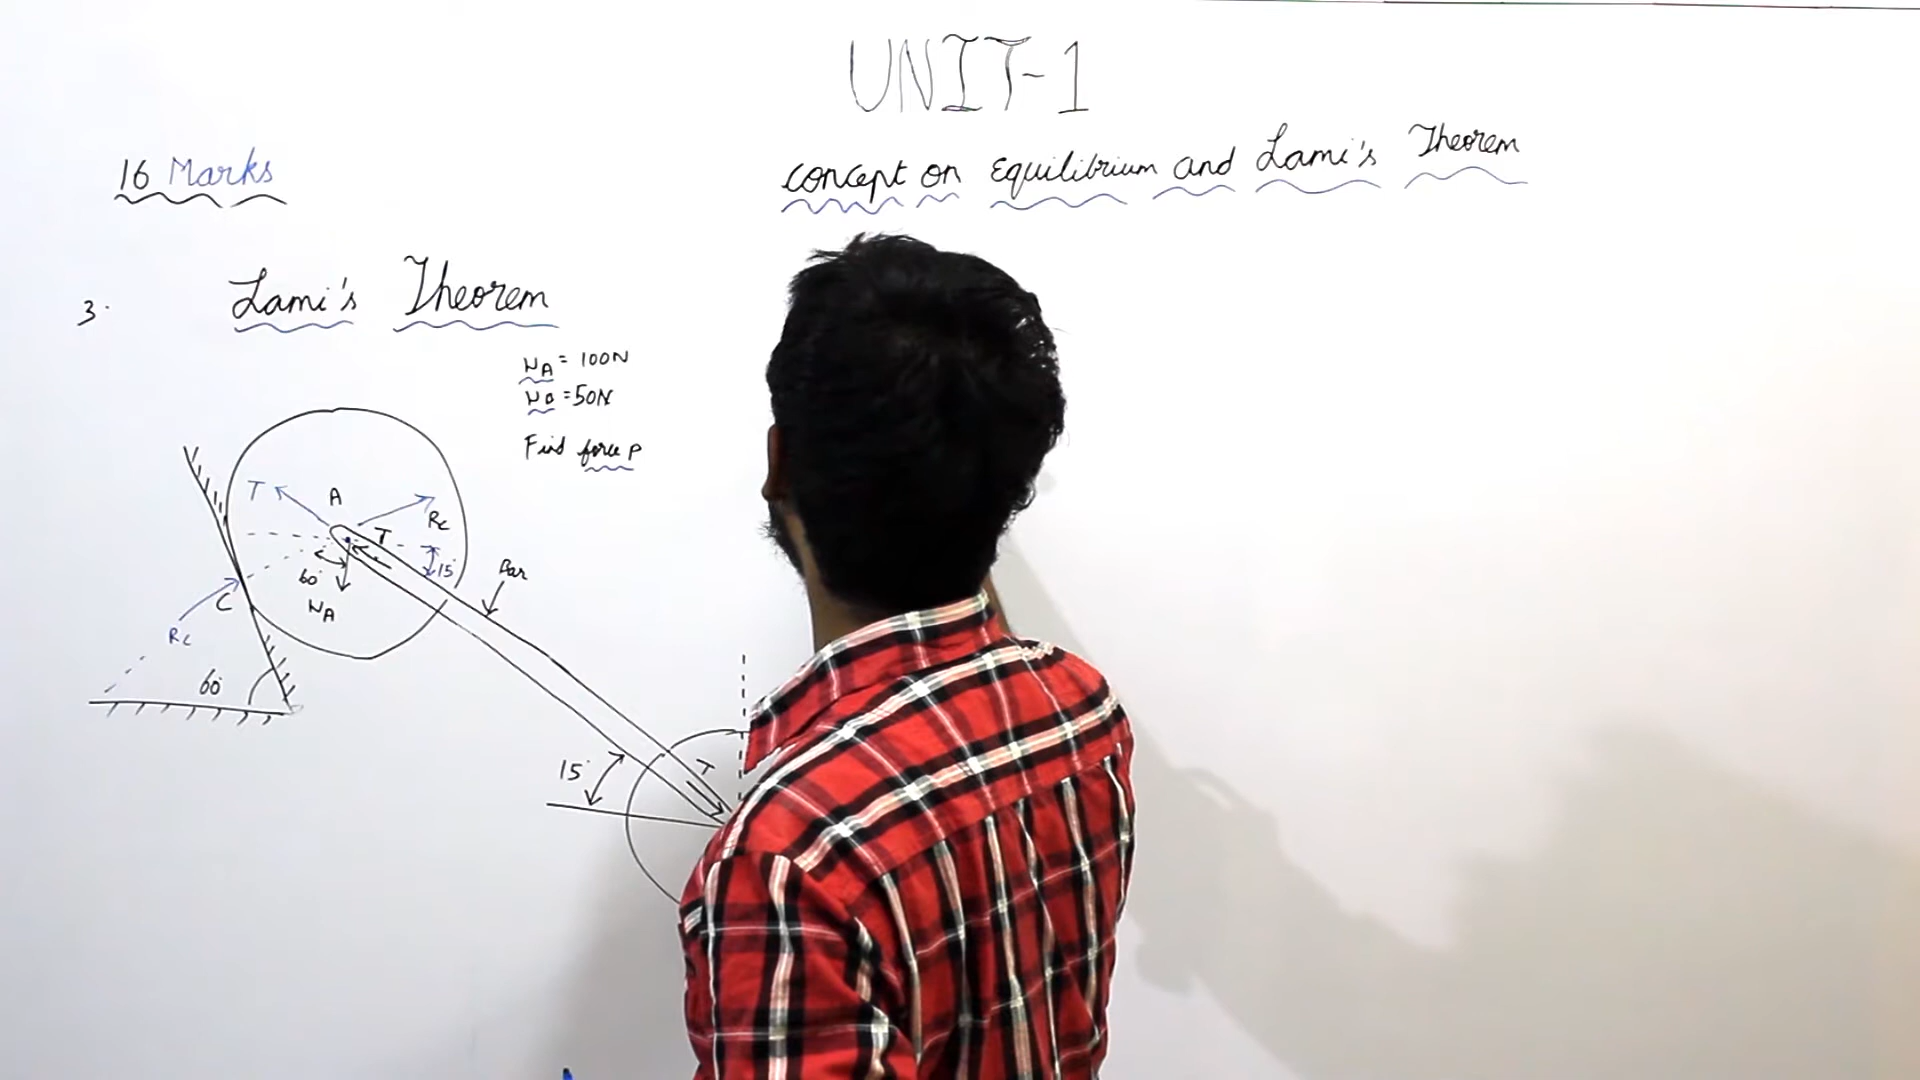 UNIT-1
16 Marks
concept on Equilibrium and Lami's Theorem
3.
Lami's Theorem
WA = 100N
WB = 50N
Find force P
T
A
Rc
T
15°
Bar
60°
WA
C
Rc
60°
T
15°